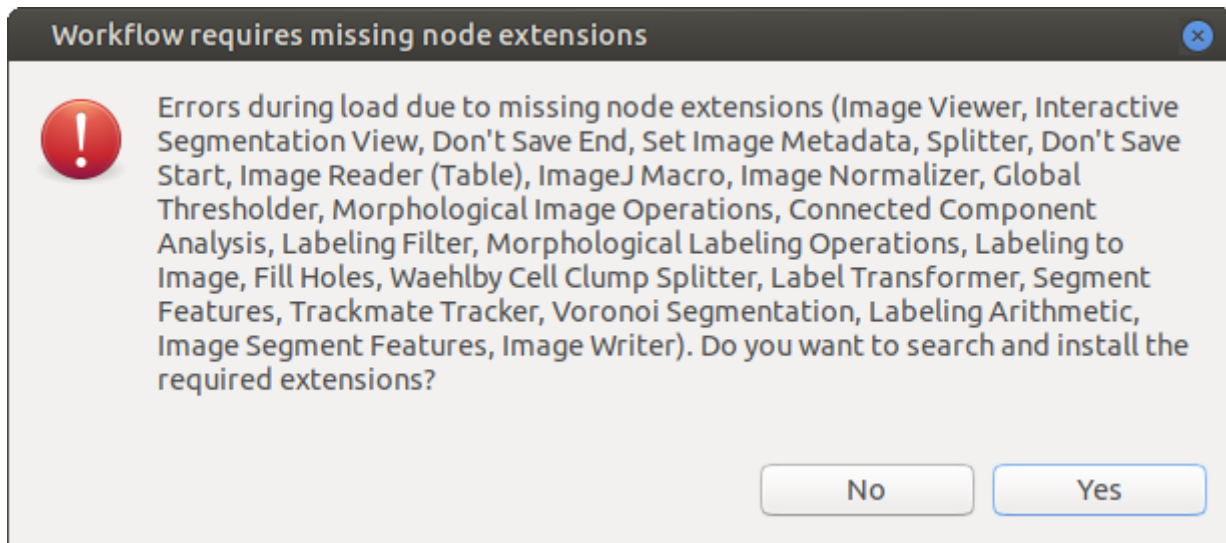 Workflow requires missing node extensions
Errors during load due to missing node extensions (Image Viewer, Interactive
Segmentation View, Don't Save End, Set Image Metadata, Splitter, Don't Save
Start, Image Reader (Table), ImageJ Macro, Image Normalizer, Global
Thresholder, Morphological Image Operations, Connected Component
Analysis, Labeling Filter, Morphological Labeling Operations, Labeling to
Image, Fill Holes, Waehlby Cell Clump Splitter, Label Transformer, Segment
Features, Trackmate Tracker, Voronoi Segmentation, Labeling Arithmetic,
Image Segment Features, Image Writer). Do you want to search and install the
required extensions?
No Yes